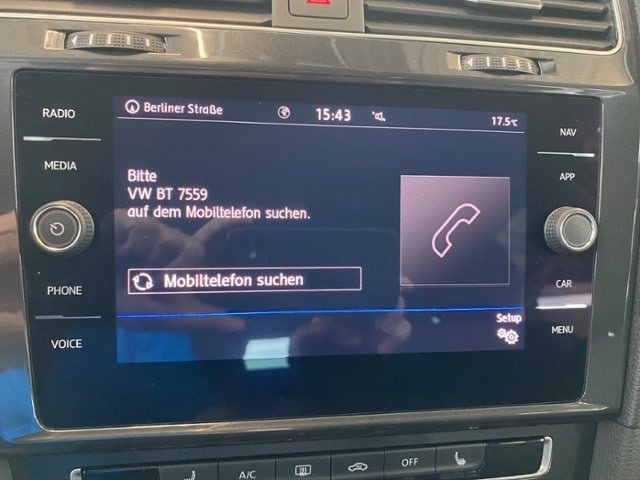 RADIO
MEDIA
PHONE
VOICE
Berliner Straße
15:43
17.5°C
Bitte
VW BT 7559
auf dem Mobiltelefon suchen.
Mobiltelefon suchen
Setup
NAV
APP
CAR
MENU
A/C
OFF